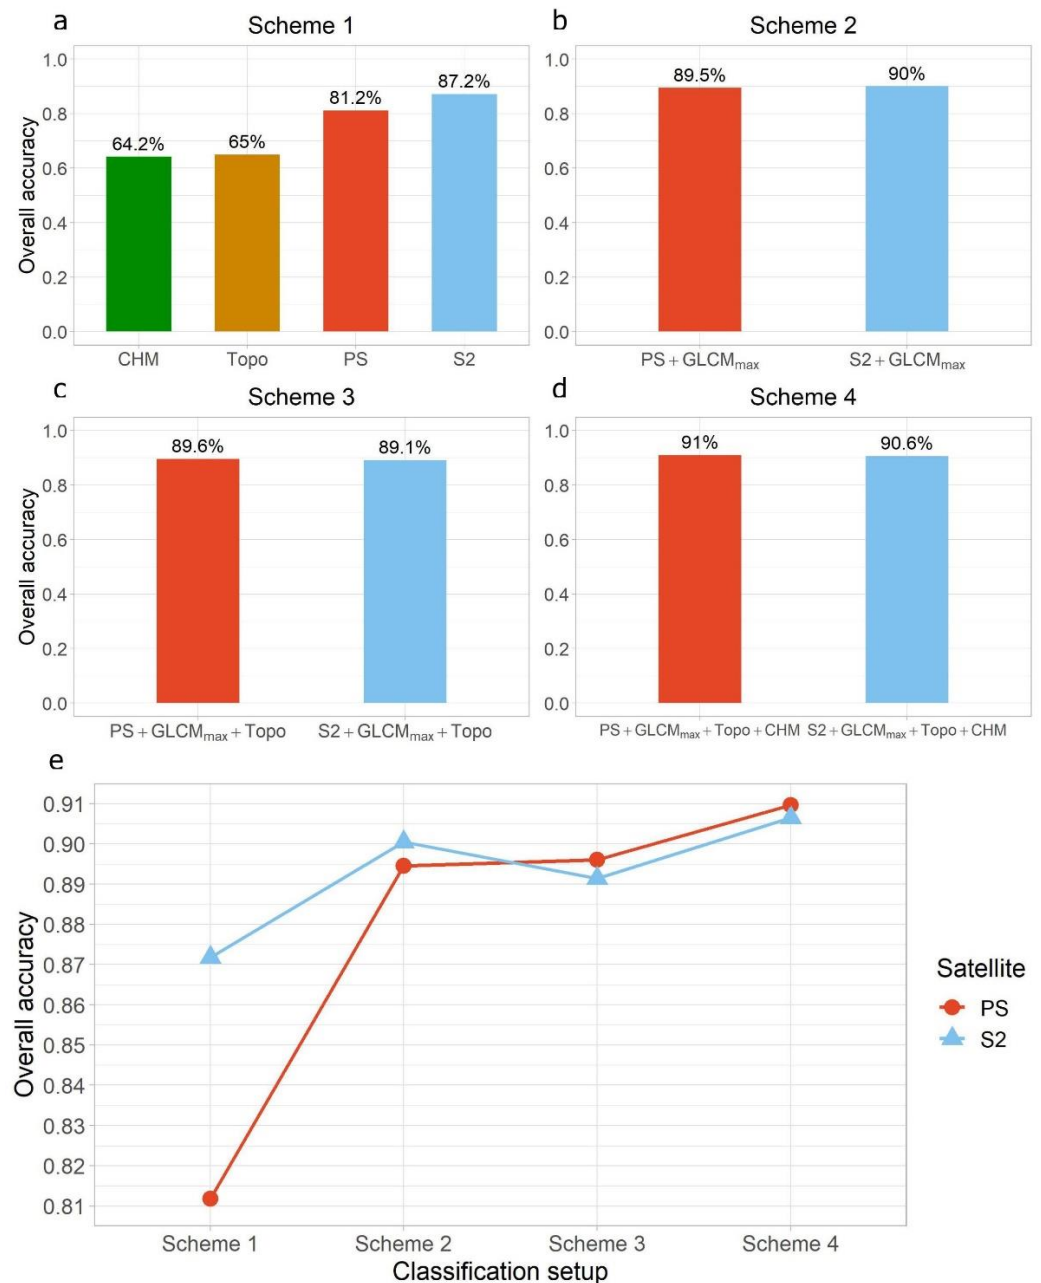 a
Scheme 1
Overall accuracy
1.0
0.8
0.6
0.4
0.2
0.0
64.2%
65%
81.2%
87.2%
CHM
Topo
PS
S2
b
Scheme 2
1.0
0.8
0.6
0.4
0.2
0.0
89.5%
90%
PS + GLCMmax
S2 + GLCMmax
c
Scheme 3
Overall accuracy
1.0
0.8
0.6
0.4
0.2
0.0
89.6%
89.1%
PS + GLCMmax + Topo
S2 + GLCMmax + Topo
d
Scheme 4
1.0
0.8
0.6
0.4
0.2
0.0
91%
90.6%
PS + GLCMmax + Topo + CHM
S2 + GLCMmax + Topo + CHM
e
Overall accuracy
0.91
0.90
0.89
0.88
0.87
0.86
0.85
0.84
0.83
0.82
0.81
Scheme 1
Scheme 2
Scheme 3
Scheme 4
Classification setup
Satellite
PS
S2